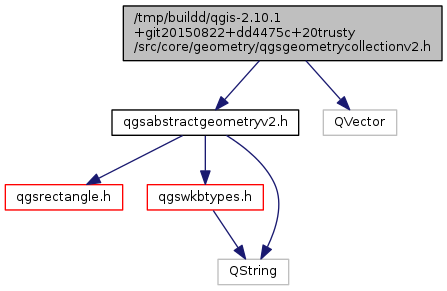 /tmp/buildd/qgis-2.10.1
+git20150822+dd4475c+20trusty
/src/core/geometry/qgsgeometrycollectionv2.h
qgsabstractgeometryv2.h
QVector
qgsrectangle.h
qgswkbtypes.h
QString